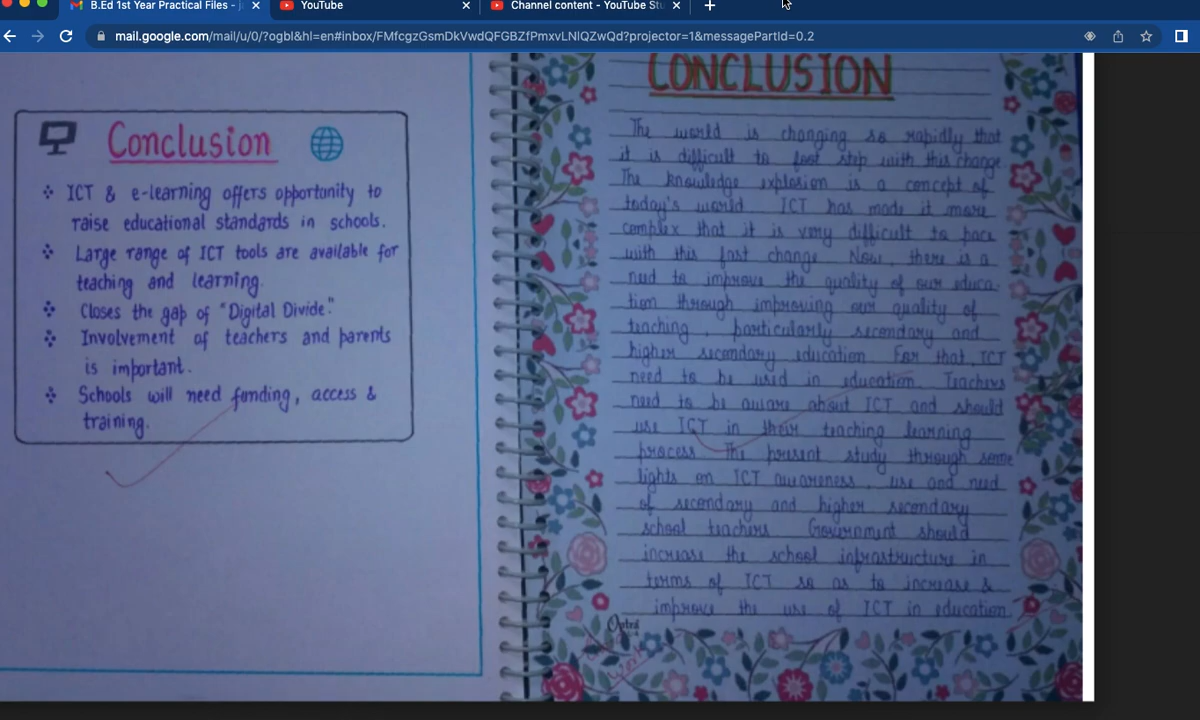 B.Ed 1st Year Practical Files -
YouTube
Channel content - YouTube Stu
mail.google.com/mail/u/0/?ogbl&hl=en#inbox/FMfcgzGsmDkVwdQFGBZfPmxvLNlQZwQd?projector=1&messagePartId=0.2
Conclusion
ICT & e-learning offers opportunity to
raise educational standards in schools.
Large range of ICT tools are available for
teaching and learning.
Closes the gap of "Digital Divide."
Involvement of teachers and parents
is important.
Schools will need funding, access &
training.
CONCLUSION
The world is changing so rapidly that
it is difficult to fast step with this change
The knowledge explosion is a concept of
today's world ICT has made it more
complex that it is very difficult to pace
with this fast change Now, there is a
need to improve the quality of our educa
tion through improving our quality of
teaching, particularly secondary and
higher secondary education. For that ICT
need to be used in education. Teachers
need to be aware about ICT and should
use ICT in their teaching learning
process. The present study through some
lights on ICT awareness, use and need
of secondary and higher secondary
school teachers Government should
increase the school infrastructure in
terms of ICT so as to increase &
improve the use of ICT in education.